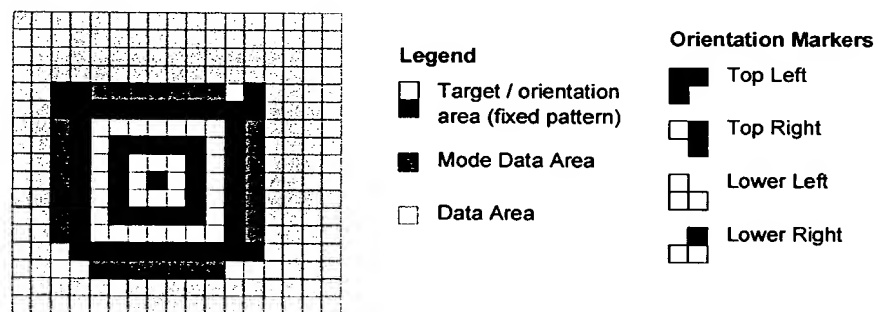 Legend
Target / orientation
area (fixed pattern)
Mode Data Area
Data Area
Orientation Markers
Top Left
Top Right
Lower Left
Lower Right